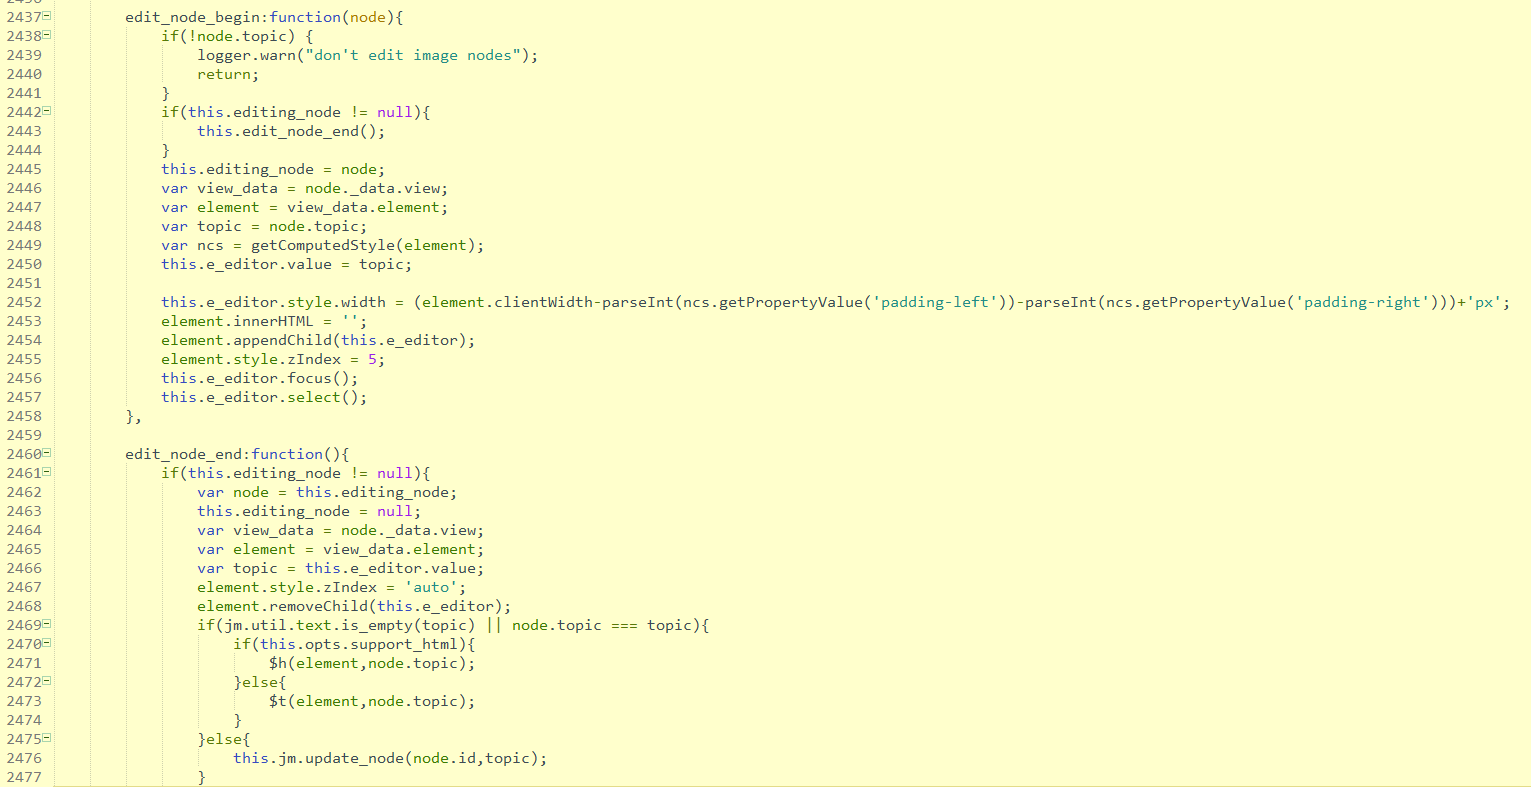 2437 edit_node_begin:function(node){
2438 if(!node.topic) {
2439 logger.warn("don't edit image nodes");
2440 return;
2441 }
2442 if(this.editing_node != null){
2443 this.edit_node_end();
2444 }
2445 this.editing_node = node;
2446 var view_data = node._data.view;
2447 var element = view_data.element;
2448 var topic = node.topic;
2449 var ncs = getComputedStyle(element);
2450 this.e_editor.value = topic;
2451
2452 this.e_editor.style.width = (element.clientWidth-parseInt(ncs.getPropertyValue('padding-left'))-parseInt(ncs.getPropertyValue('padding-right')))+'px';
2453 element.innerHTML = '';
2454 element.appendChild(this.e_editor);
2455 element.style.zIndex = 5;
2456 this.e_editor.focus();
2457 this.e_editor.select();
2458 },
2459
2460 edit_node_end:function(){
2461 if(this.editing_node != null){
2462 var node = this.editing_node;
2463 this.editing_node = null;
2464 var view_data = node._data.view;
2465 var element = view_data.element;
2466 var topic = this.e_editor.value;
2467 element.style.zIndex = 'auto';
2468 element.removeChild(this.e_editor);
2469 if(jm.util.text.is_empty(topic) || node.topic === topic){
2470 if(this.opts.support_html){
2471 $h(element,node.topic);
2472 }else{
2473 $t(element,node.topic);
2474 }
2475 }else{
2476 this.jm.update_node(node.id,topic);
2477 }